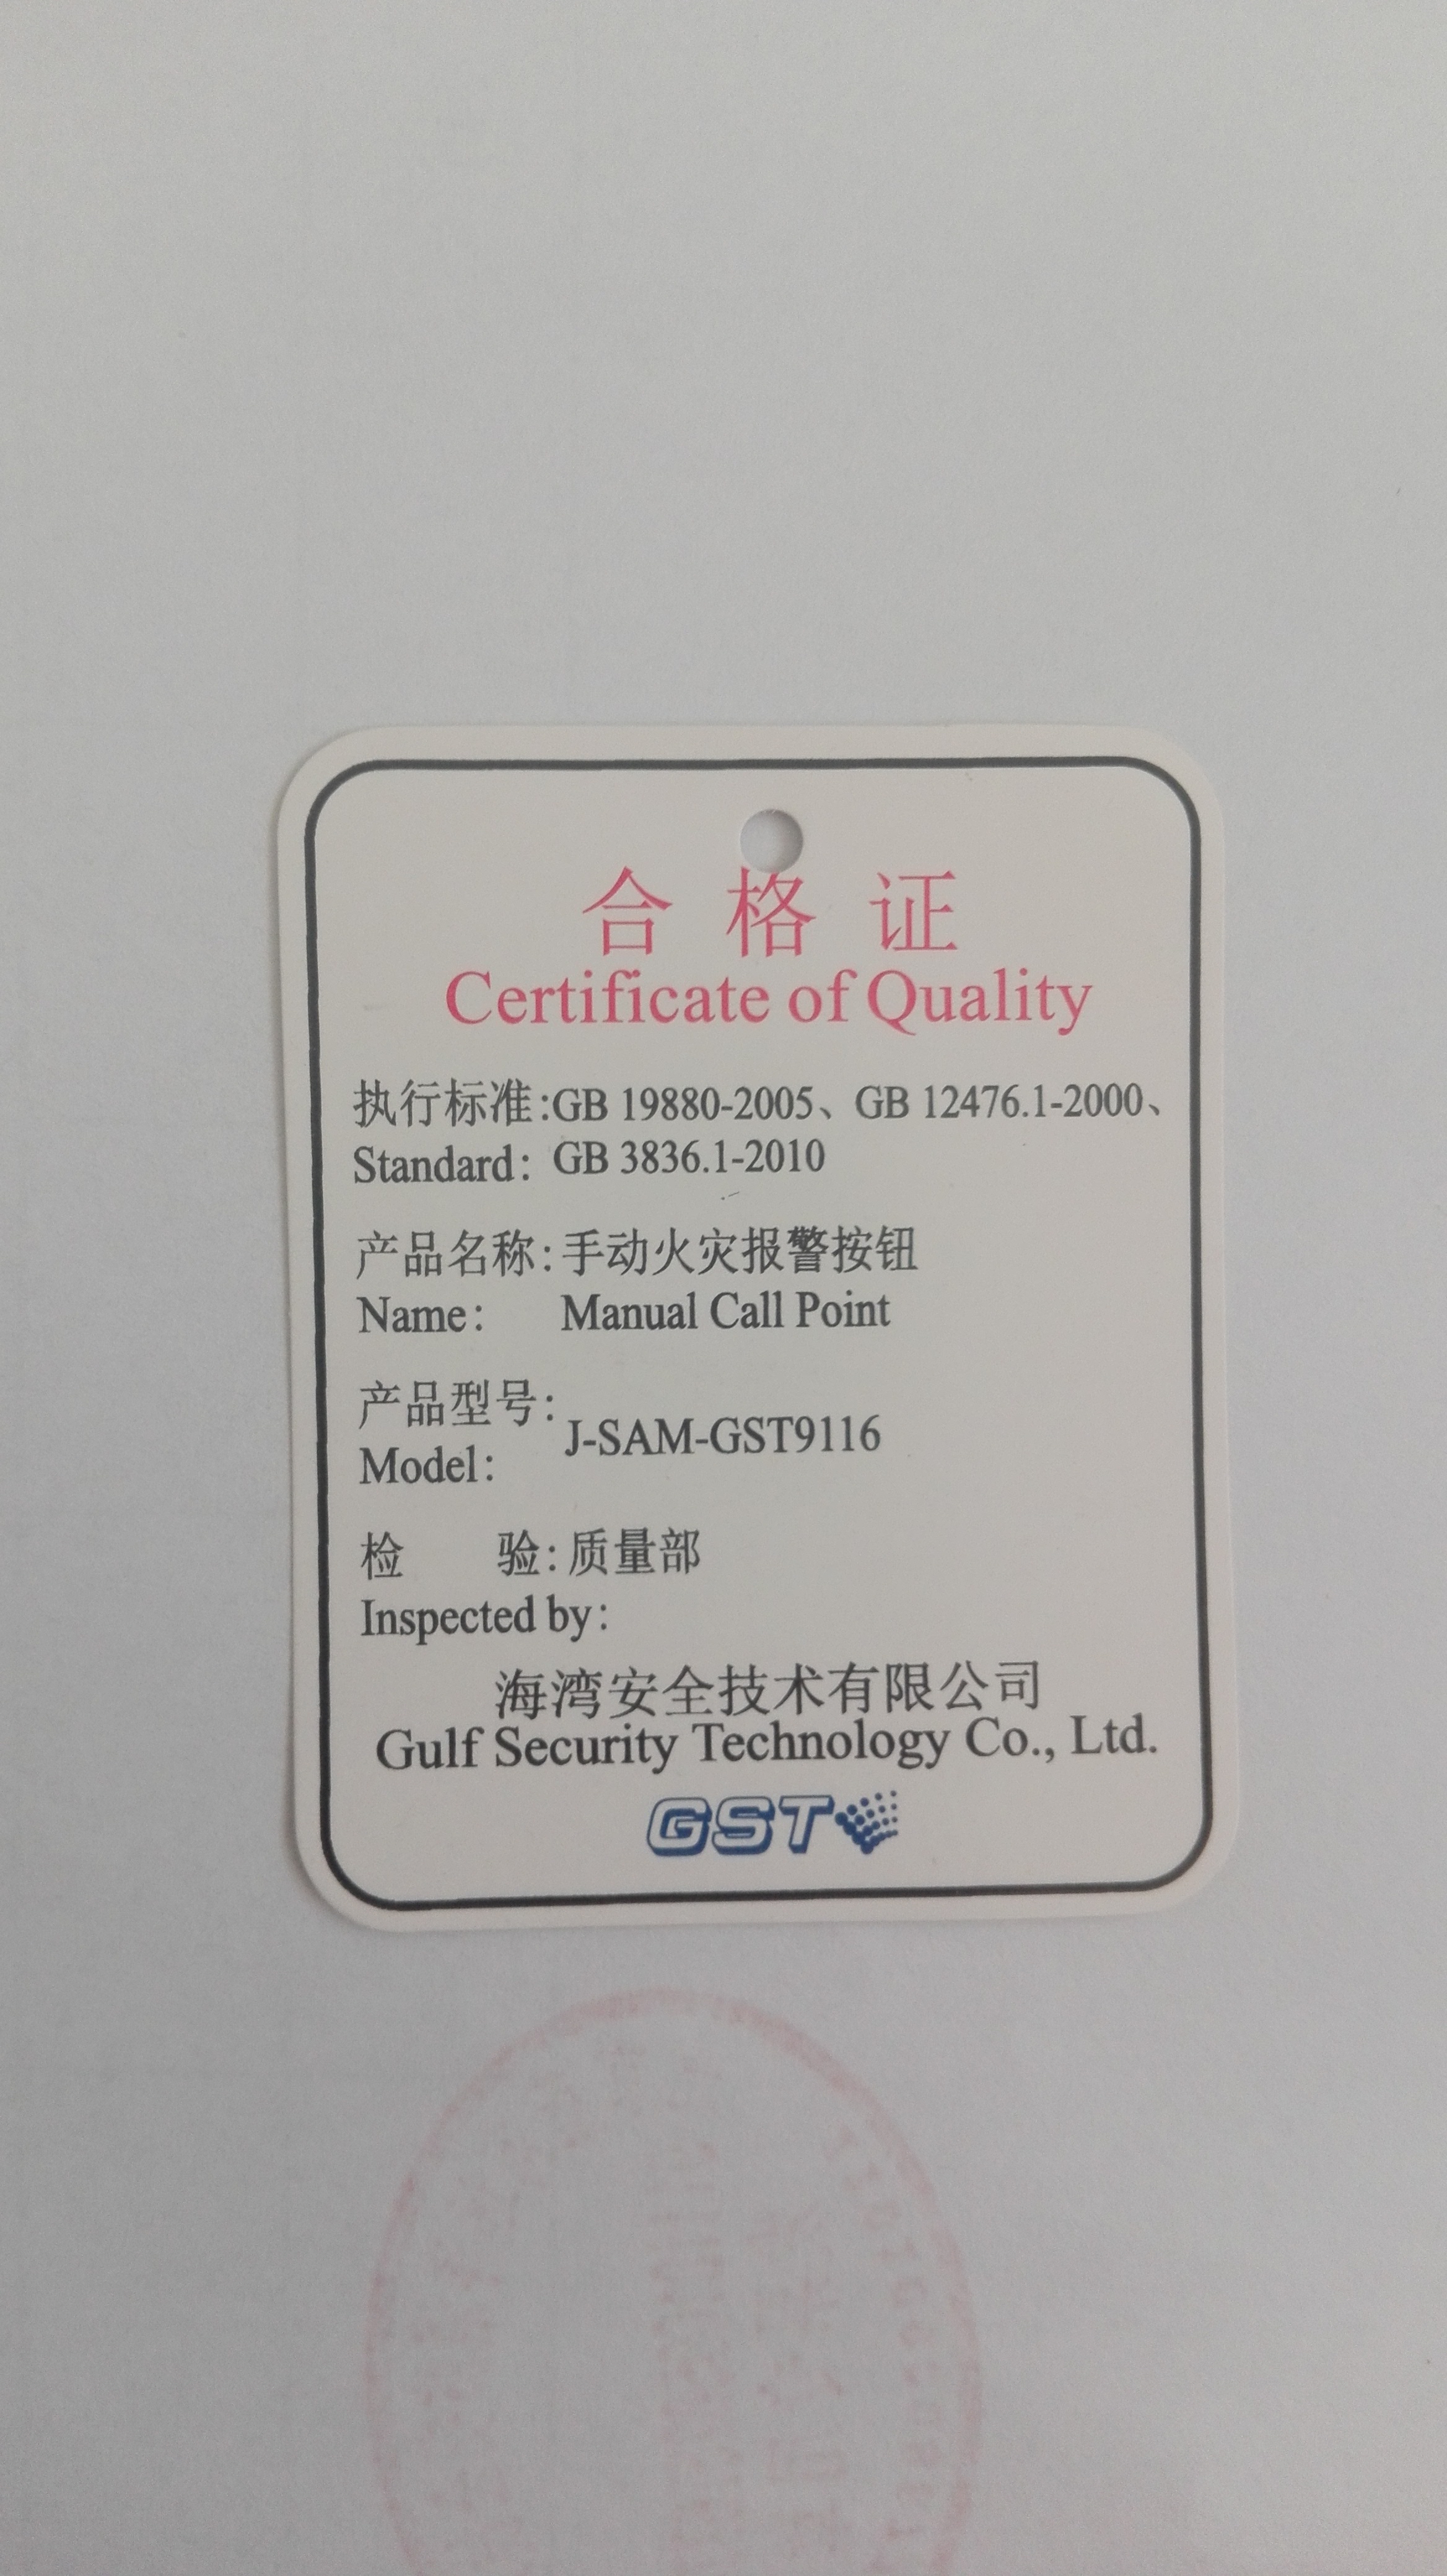 合格证
Certificate of Quality
执行标准:GB 19880-2005、GB 12476.1-2000、
Standard: GB 3836.1-2010
产品名称:手动火灾报警按钮
Name: Manual Call Point
产品型号:
J-SAM-GST9116
Model:
检 验:质量部
Inspected by:
海湾安全技术有限公司
Gulf Security Technology Co., Ltd.
GST